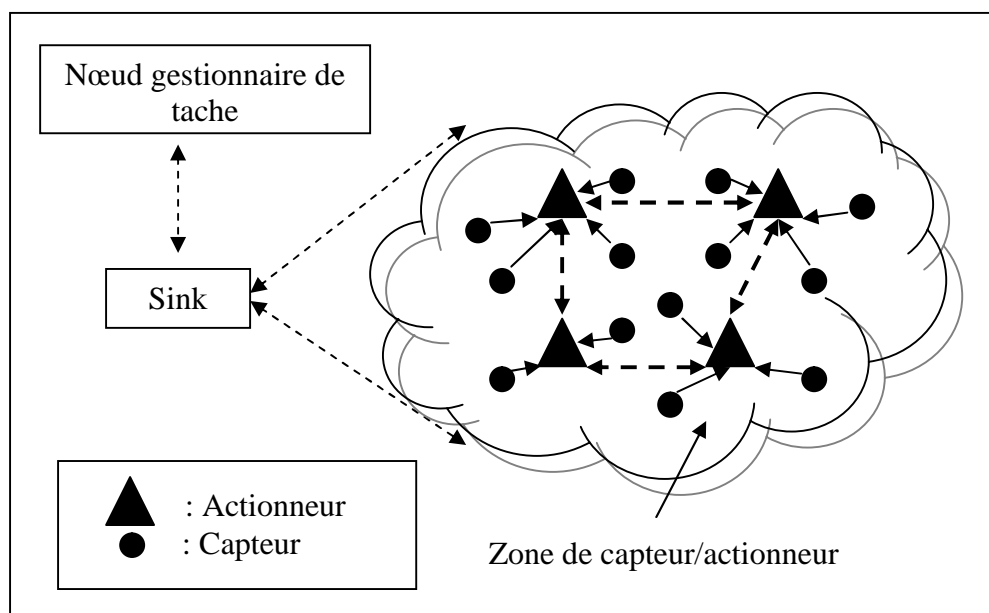 Nœud gestionnaire de
tache
Sink
: Actionneur
: Capteur
Zone de capteur/actionneur